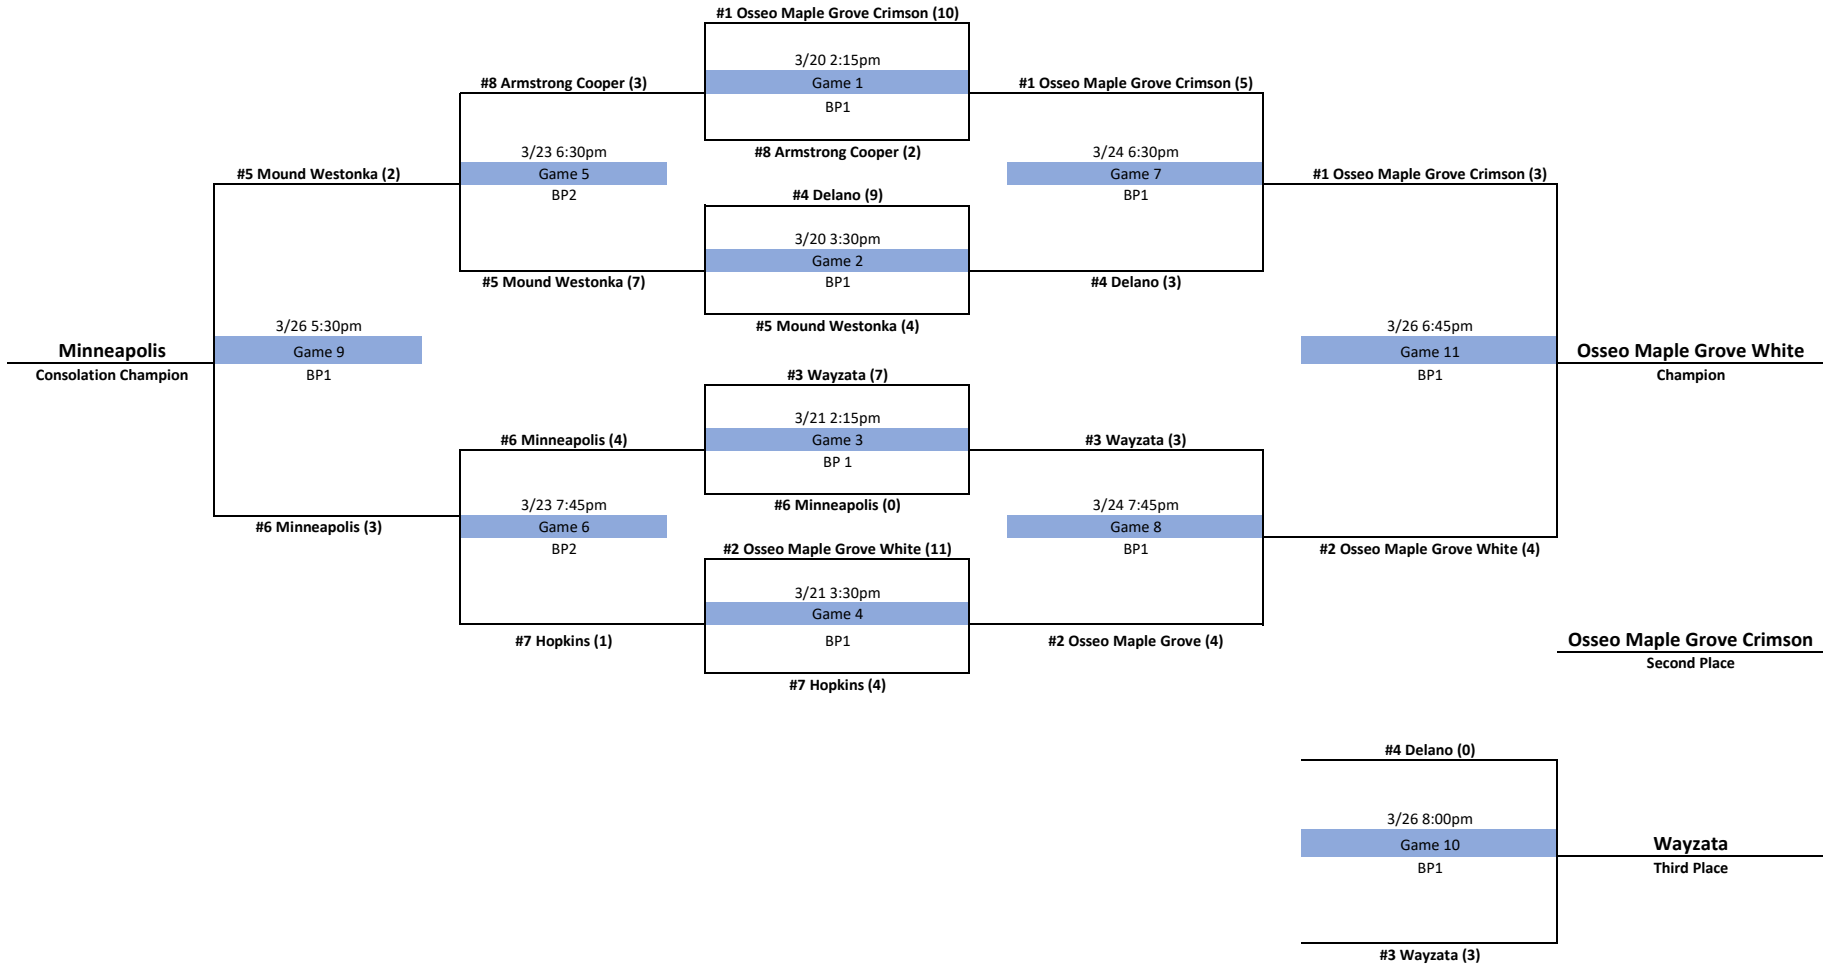 #1 Osseo Maple Grove Crimson (10)
3/20 2:15pm
#8 Armstrong Cooper (3)
Game 1
#1 Osseo Maple Grove Crimson (5)
BP1
3/23 6:30pm
#8 Armstrong Cooper (2)
3/24 6:30pm
#5 Mound Westonka (2)
Game 5
Game 7
#1 Osseo Maple Grove Crimson (3)
BP2
#4 Delano (9)
BP1
3/20 3:30pm
Game 2
#5 Mound Westonka (7)
BP1
#4 Delano (3)
3/26 5:30pm
#5 Mound Westonka (4)
3/26 6:45pm
Minneapolis
Game 9
Game 11
Osseo Maple Grove White
Consolation Champion
BP1
#3 Wayzata (7)
BP1
Champion
3/21 2:15pm
#6 Minneapolis (4)
Game 3
#3 Wayzata (3)
BP 1
3/23 7:45pm
#6 Minneapolis (0)
3/24 7:45pm
#6 Minneapolis (3)
Game 6
Game 8
BP2
#2 Osseo Maple Grove White (11)
BP1
#2 Osseo Maple Grove White (4)
3/21 3:30pm
Game 4
#7 Hopkins (1)
BP1
#2 Osseo Maple Grove (4)
Osseo Maple Grove Crimson
Second Place
#7 Hopkins (4)
#4 Delano (0)
3/26 8:00pm
Game 10
Wayzata
BP1
Third Place
#3 Wayzata (3)